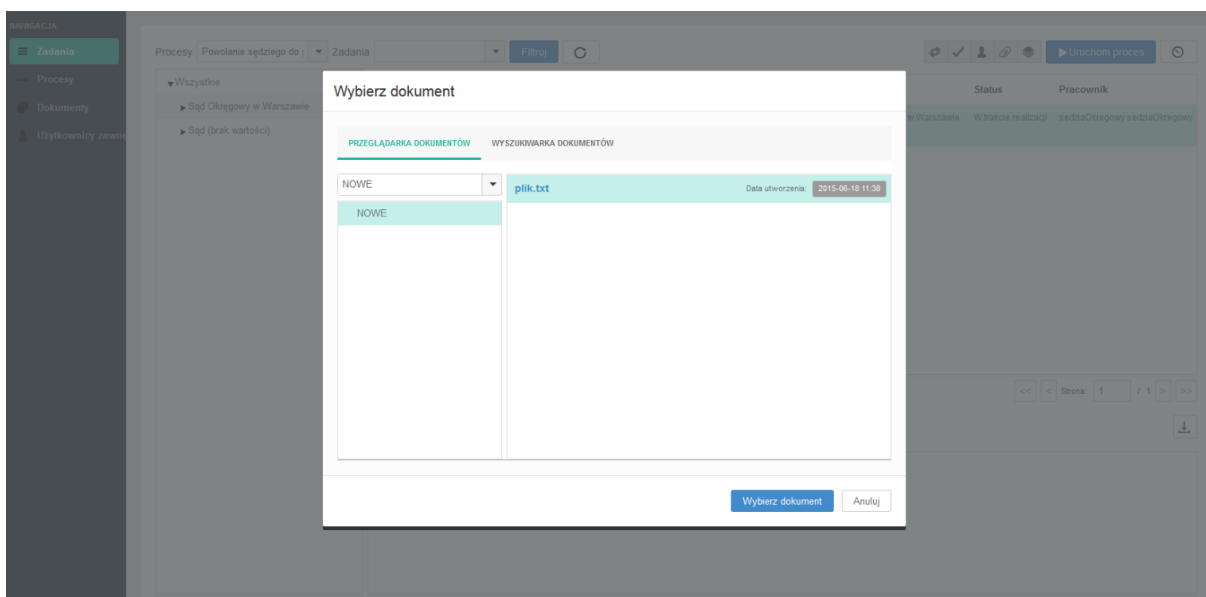 NAWIGACJA
Zadania
Procesy
Dokumenty
Użytkownicy zewnę
Procesy Powołanie sędziego do Zadania Filtruj Uruchom proces
Wszystkie
Sąd Okręgowy w Warszawie
Sąd (brak wartości)
Status Pracownik
w Warszawie W trakcie realizacji sedziaOkregowy sedziaOkregowy
Wybierz dokument
PRZEGLĄDARKA DOKUMENTÓW WYSZUKIWARKA DOKUMENTÓW
NOWE
NOWE
plik.txt Data utworzenia: 2015-06-18 11:38
<< < Strona 1 / 1 > >>
Wybierz dokument Anuluj